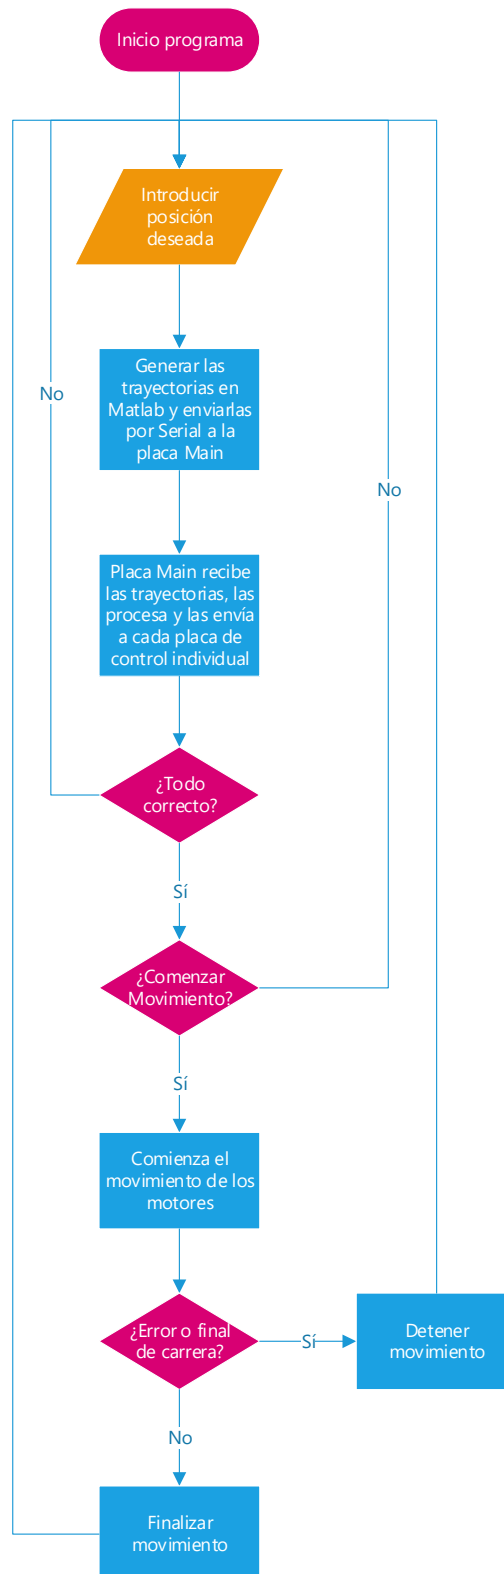 Inicio programa
Introducir
posición
deseada
Generar las
trayectorias en
Matlab y enviarlas
por Serial a la
placa Main
No
No
Placa Main recibe
las trayectorias, las
procesa y las envía
a cada placa de
control individual
¿Todo
correcto?
Sí
¿Comenzar
Movimiento?
Sí
Comienza el
movimiento de los
motores
¿Error o final
de carrera?
Sí
Detener
movimiento
No
Finalizar
movimiento